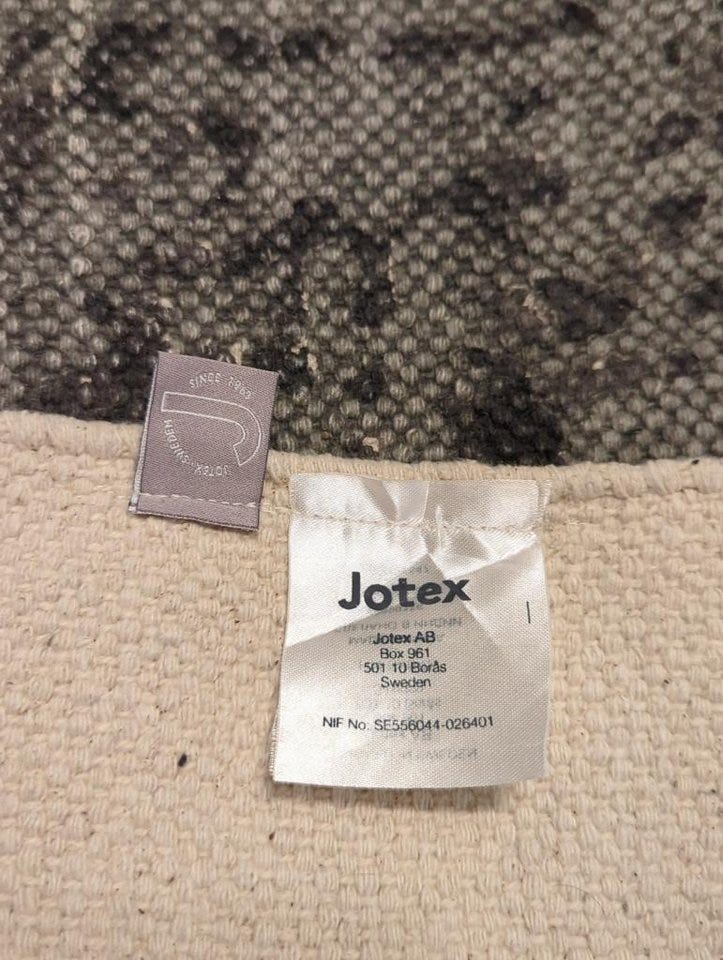 SINCE 1963
JOTEX SWEDEN
Jotex
Jotex AB
Box 961
501 10 Borås
Sweden
NIF No: SE556044-026401